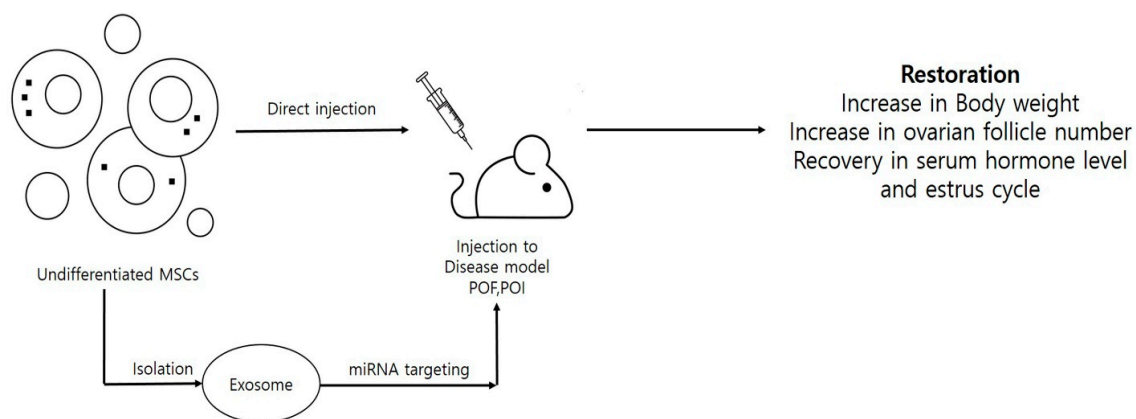 Direct injection
Restoration
Increase in Body weight
Increase in ovarian follicle number
Recovery in serum hormone level
and estrus cycle
Undifferentiated MSCs
Injection to
Disease model
POF,POI
Isolation
Exosome
miRNA targeting